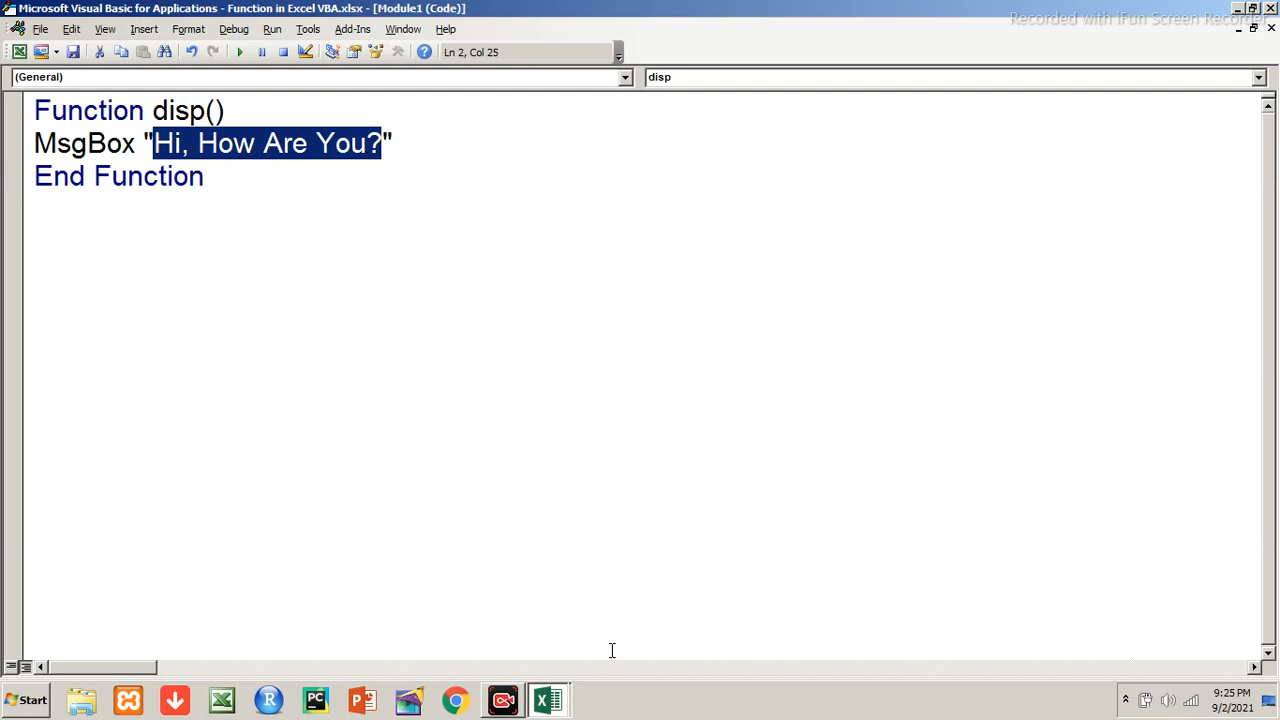 Microsoft Visual Basic for Applications - Function in Excel VBA.xlsx - [Module1 (Code)]
Recorded with iFun Screen Recorder
File Edit View Insert Format Debug Run Tools Add-Ins Window Help
Ln 2, Col 25
(General) disp
Function disp()
MsgBox "Hi, How Are You?"
End Function
Start
PC
9:25 PM
9/2/2021